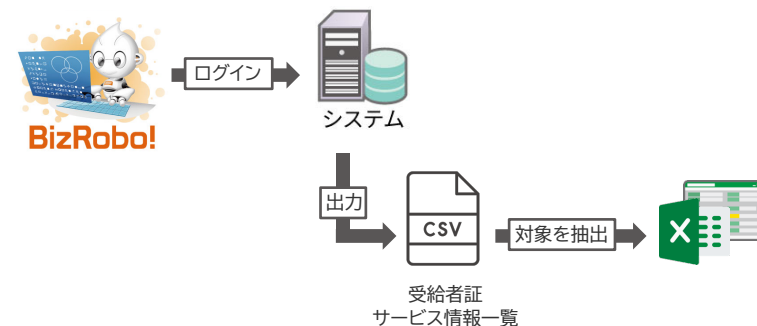 BizRobo!
ログイン
システム
出力
CSV
対象を抽出
X
受給者証
サービス情報一覧